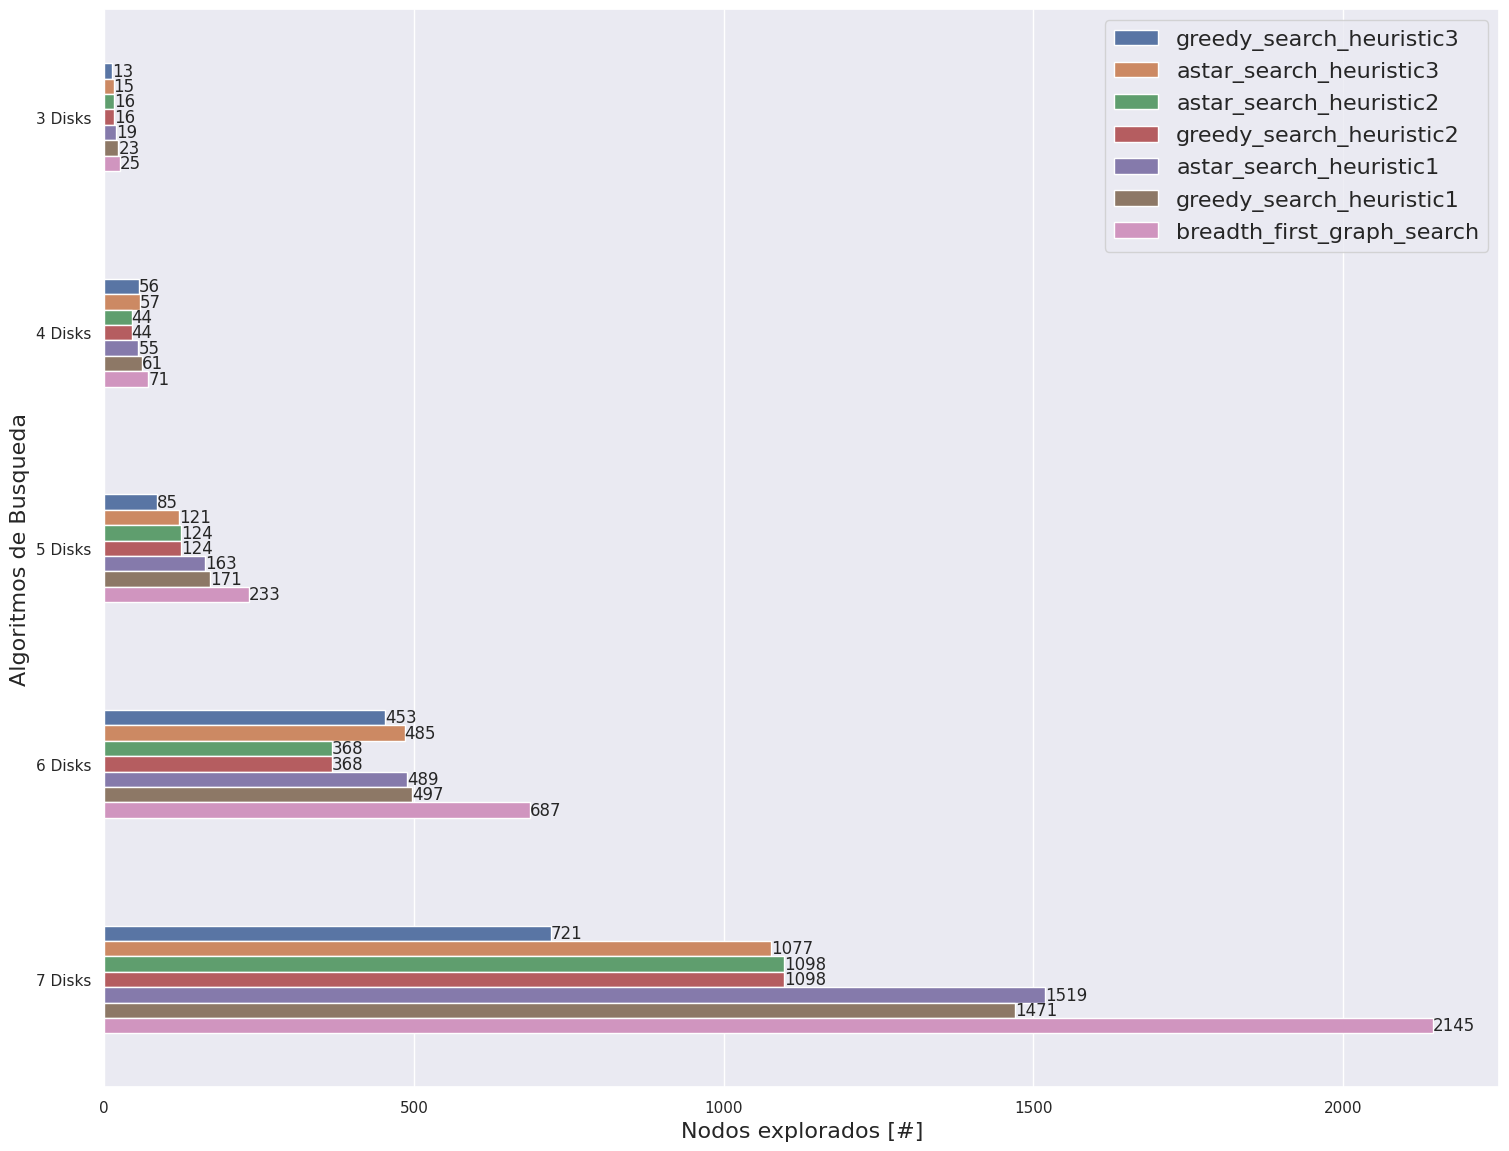 greedy_search_heuristic3
astar_search_heuristic3
astar_search_heuristic2
greedy_search_heuristic2
astar_search_heuristic1
greedy_search_heuristic1
breadth_first_graph_search
Algoritmos de Busqueda
3 Disks
13
15
16
16
19
23
25
4 Disks
56
57
44
44
55
61
71
5 Disks
85
121
124
124
163
171
233
6 Disks
453
485
368
368
489
497
687
7 Disks
721
1077
1098
1098
1519
1471
2145
0 500 1000 1500 2000
Nodos explorados [#]